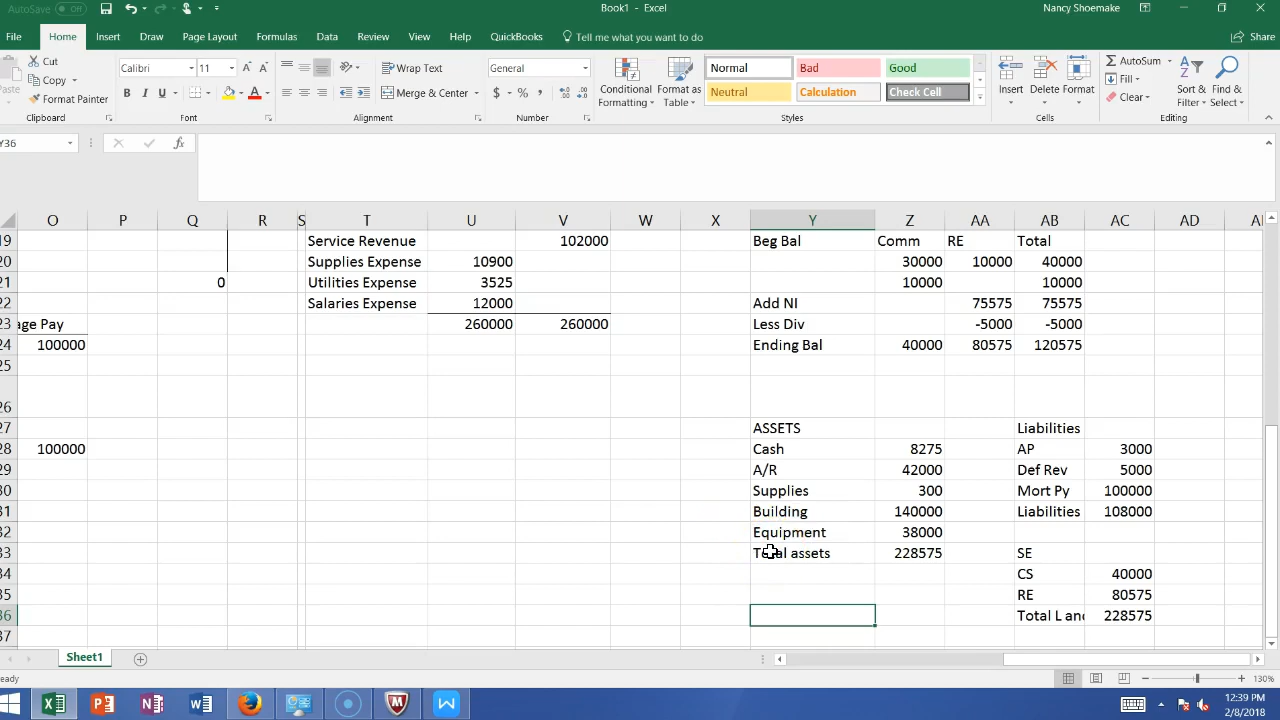 AutoSave Off Book1 - Excel Nancy Shoemake
File Home Insert Draw Page Layout Formulas Data Review View Help QuickBooks Tell me what you want to do Share
Cut Calibri 11 Wrap Text General Normal Bad Good AutoSum
Copy Fill
Paste Format Painter B I U Merge & Center $ % , Conditional Formatting Format as Table Neutral Calculation Check Cell Insert Delete Format Clear Sort & Filter Find & Select
Clipboard Font Alignment Number Styles Cells Editing
Y36 fx
O P Q R S T U V W X Y Z AA AB AC AD
19 Service Revenue 102000 Beg Bal Comm RE Total
20 Supplies Expense 10900 30000 10000 40000
21 0 Utilities Expense 3525 10000 10000
22 Salaries Expense 12000 Add NI 75575 75575
23 age Pay 260000 260000 Less Div -5000 -5000
24 100000 Ending Bal 40000 80575 120575
25
26
27 ASSETS Liabilities
28 100000 Cash 8275 AP 3000
29 A/R 42000 Def Rev 5000
30 Supplies 300 Mort Py 100000
31 Building 140000 Liabilities 108000
32 Equipment 38000
33 Total assets 228575 SE
34 CS 40000
35 RE 80575
36 Total L and 228575
37
Sheet1
eady 130%
12:39 PM
2/8/2018